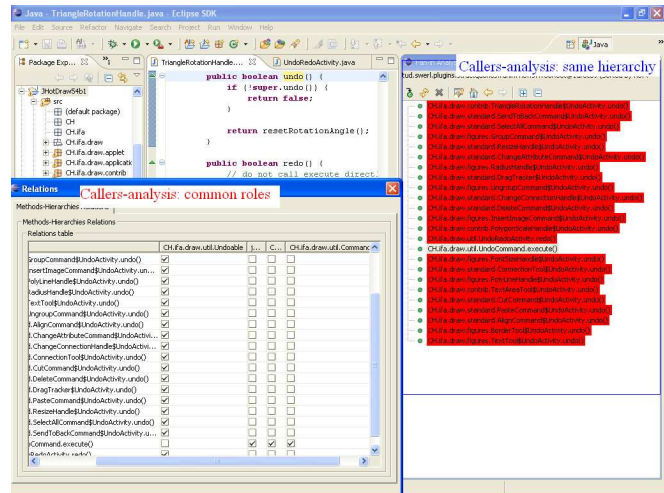 Java - TriangleRotationHandle.java - Eclipse SDK
File Edit Source Refactor Navigate Search Project Run Window Help
Java
Package Exp...
TriangleRotationHandle....
UndoRedoActivity.java
Callers-analysis: same hierarchy
JHotDraw54b1
src
(default package)
CH
CH.ifa
CH.ifa.draw
CH.ifa.draw.applet
CH.ifa.draw.applicatic
CH.ifa.draw.contrib
public boolean undo() {
if (!super.undo()) {
return false;
}
return resetRotationAngle();
}
public boolean redo() {
// do not call execute direct.
CH.ifa.draw.contrib.TriangleRotationHandle$UndoActivity.undo()
CH.ifa.draw.standard.SendToBackCommand$UndoActivity.undo()
CH.ifa.draw.standard.SelectAllCommand$UndoActivity.undo()
CH.ifa.draw.figures.GroupCommand$UndoActivity.undo()
CH.ifa.draw.standard.ResizeHandle$UndoActivity.undo()
CH.ifa.draw.standard.ChangeAttributeCommand$UndoActivity.undo()
CH.ifa.draw.figures.RadiusHandle$UndoActivity.undo()
CH.ifa.draw.standard.DragTracker$UndoActivity.undo()
CH.ifa.draw.figures.UngroupCommand$UndoActivity.undo()
CH.ifa.draw.standard.ChangeConnectionHandle$UndoActivity.undo()
CH.ifa.draw.standard.DeleteCommand$UndoActivity.undo()
CH.ifa.draw.figures.InsertImageCommand$UndoActivity.undo()
CH.ifa.draw.contrib.PolygonScaleHandle$UndoActivity.undo()
CH.ifa.draw.util.UndoRedoActivity.redo()
CH.ifa.draw.util.UndoCommand.execute()
CH.ifa.draw.figures.FontSizeHandle$UndoActivity.undo()
CH.ifa.draw.standard.ConnectionTool$UndoActivity.undo()
CH.ifa.draw.figures.PolyLineHandle$UndoActivity.undo()
CH.ifa.draw.contrib.TextAreaTool$UndoActivity.undo()
CH.ifa.draw.standard.CutCommand$UndoActivity.undo()
CH.ifa.draw.standard.PasteCommand$UndoActivity.undo()
CH.ifa.draw.standard.AlignCommand$UndoActivity.undo()
CH.ifa.draw.figures.BorderTool$UndoActivity.undo()
CH.ifa.draw.figures.TextTool$UndoActivity.undo()
Relations
Callers-analysis: common roles
Methods-Hierarchies Relations
Relations table
CH.ifa.draw.util.Undoable j... C... CH.ifa.draw.util.Commanc
GroupCommand$UndoActivity.undo()
InsertImageCommand$UndoActivity.un...
PolyLineHandle$UndoActivity.undo()
RadiusHandle$UndoActivity.undo()
TextTool$UndoActivity.undo()
UngroupCommand$UndoActivity.undo()
d.AlignCommand$UndoActivity.undo()
d.ChangeAttributeCommand$UndoActivi...
d.ChangeConnectionHandle$UndoActivi...
d.ConnectionTool$UndoActivity.undo()
d.CutCommand$UndoActivity.undo()
d.DeleteCommand$UndoActivity.undo()
d.DragTracker$UndoActivity.undo()
d.PasteCommand$UndoActivity.undo()
d.ResizeHandle$UndoActivity.undo()
d.SelectAllCommand$UndoActivity.undo()
d.SendToBackCommand$UndoActivity.u...
oCommand.execute()
oRedoActivity.redo()